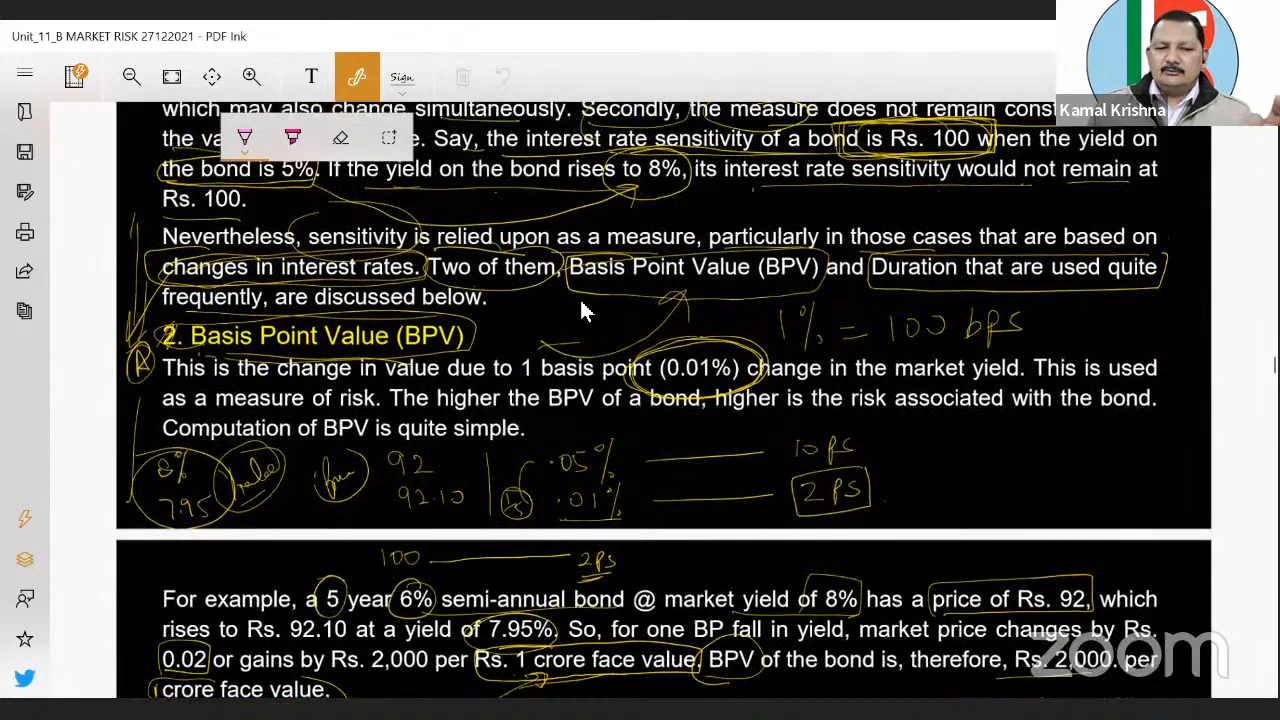 Unit_11_B MARKET RISK 27122021 - PDF Ink
T
Sign
Kamal Krishna
which may also change simultaneously. Secondly, the measure does not remain
the e. Say, the interest rate sensitivity of a bond is Rs. 100 when the yield on
the bond is 5%. If the yield on the bond rises to 8%, its interest rate sensitivity would not remain at
Rs. 100.
Nevertheless, sensitivity is relied upon as a measure, particularly in those cases that are based on
changes in interest rates. Two of them, Basis Point Value (BPV) and Duration that are used quite
frequently, are discussed below.
1% = 100 bps
2. Basis Point Value (BPV)
A
This is the change in value due to 1 basis point (0.01%) change in the market yield. This is used
as a measure of risk. The higher the BPV of a bond, higher is the risk associated with the bond.
Computation of BPV is quite simple.
8% 92 .05% 10 ps
7.95 92.10 .01% 2 ps
100 2 ps
For example, a 5 year 6% semi-annual bond @ market yield of 8% has a price of Rs. 92, which
rises to Rs. 92.10 at a yield of 7.95%. So, for one BP fall in yield, market price changes by Rs.
0.02 or gains by Rs. 2,000 per Rs. 1 crore face value. BPV of the bond is, therefore, Rs. 2,000. per
crore face value.
zoom